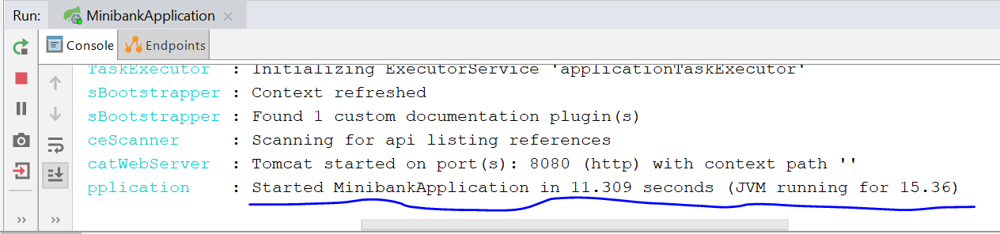 Run: MinibankApplication
Console Endpoints
TaskExecutor : Initializing ExecutorService 'applicationTaskExecutor'
sBootstrapper : Context refreshed
sBootstrapper : Found 1 custom documentation plugin(s)
ceScanner : Scanning for api listing references
catWebServer : Tomcat started on port(s): 8080 (http) with context path ''
pplication : Started MinibankApplication in 11.309 seconds (JVM running for 15.36)